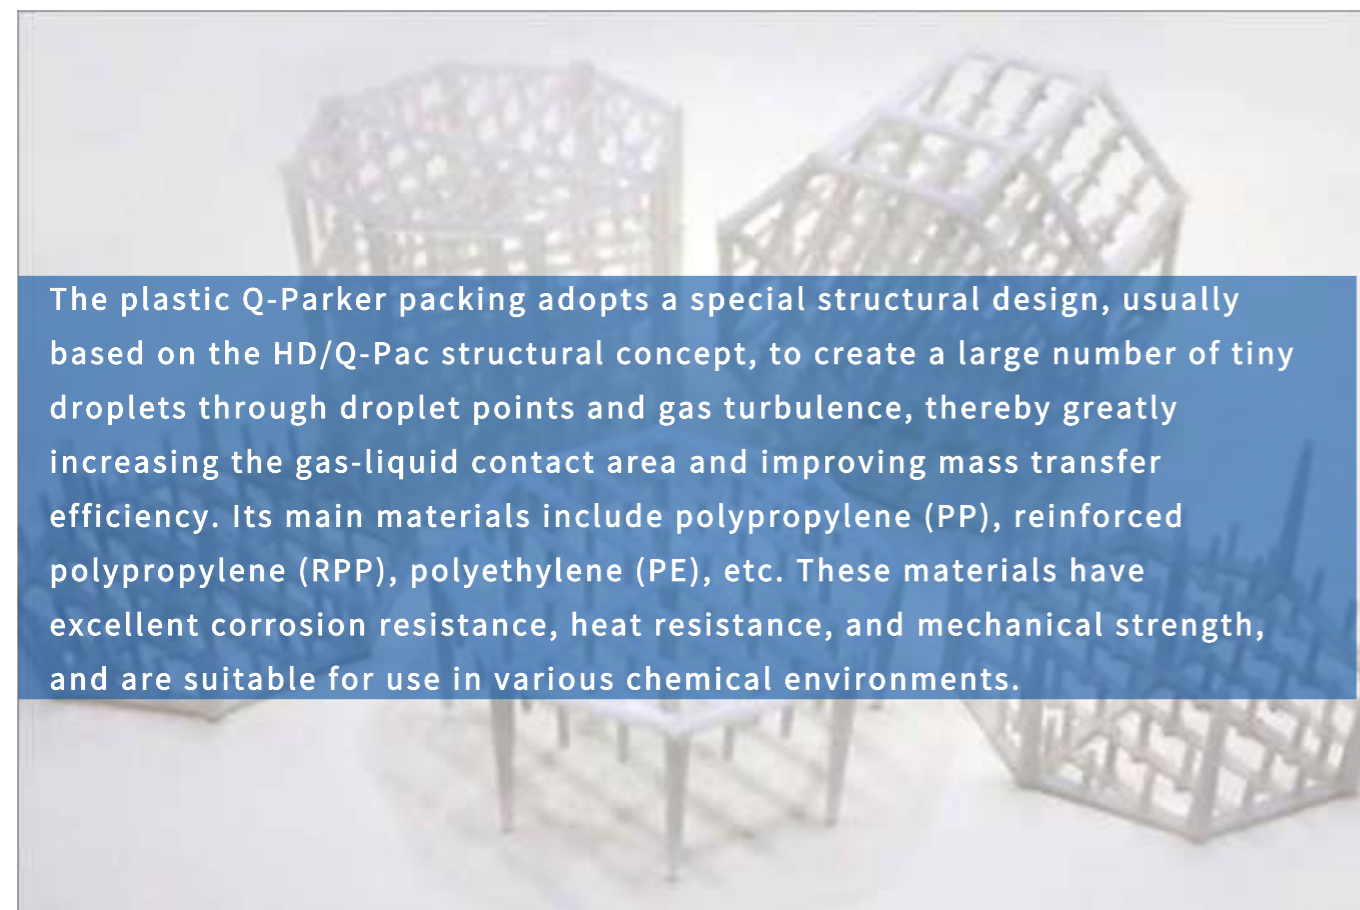 The plastic Q-Parker packing adopts a special structural design, usually
based on the HD/Q-Pac structural concept, to create a large number of tiny
droplets through droplet points and gas turbulence, thereby greatly
increasing the gas-liquid contact area and improving mass transfer
efficiency. Its main materials include polypropylene (PP), reinforced
polypropylene (RPP), polyethylene (PE), etc. These materials have
excellent corrosion resistance, heat resistance, and mechanical strength,
and are suitable for use in various chemical environments.